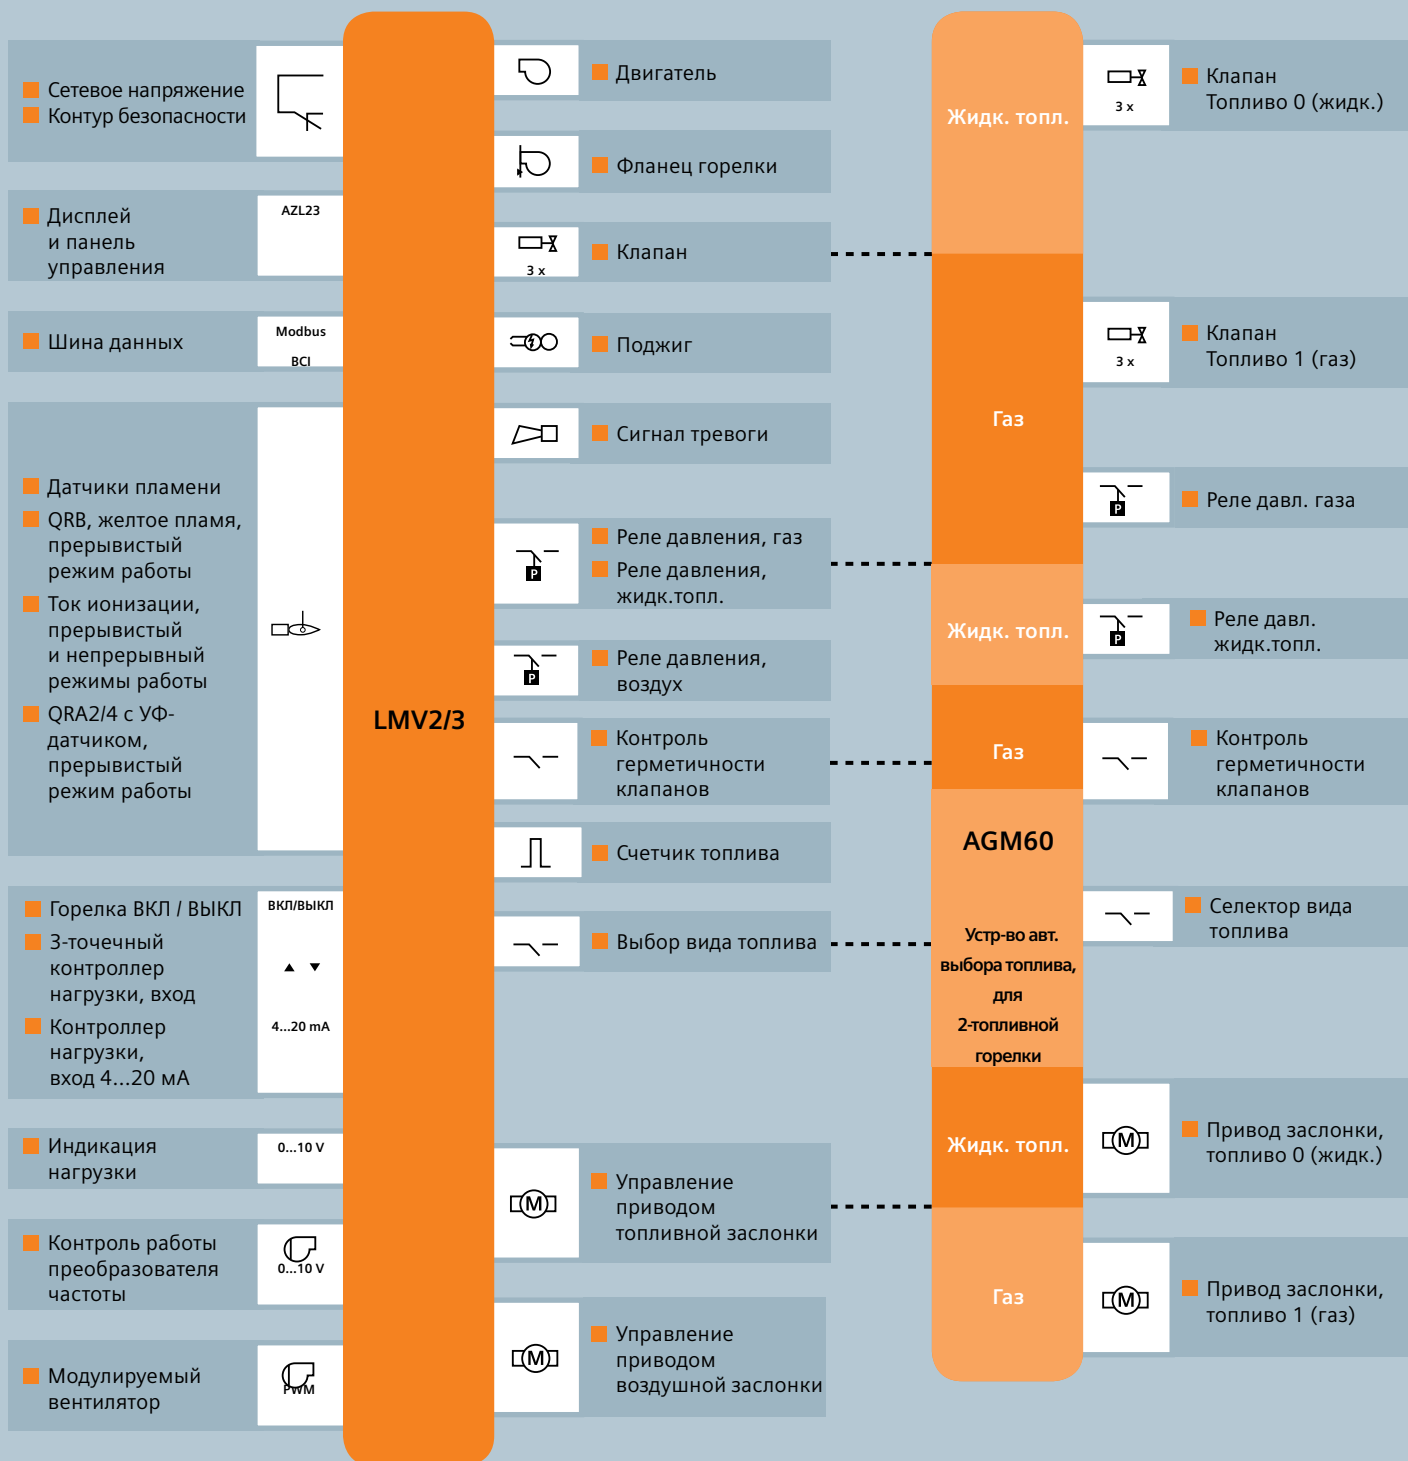 Сетевое напряжение
Контур безопасности
Дисплей
и панель
управления
AZL23
Шина данных
Modbus
BCI
Датчики пламени
QRB, желтое пламя,
прерывистый
режим работы
Ток ионизации,
прерывистый
и непрерывный
режимы работы
QRA2/4 с УФ-
датчиком,
прерывистый
режим работы
Горелка ВКЛ / ВЫКЛ
3-точечный
контроллер
нагрузки, вход
Контроллер
нагрузки,
вход 4...20 мА
ВКЛ/ВЫКЛ
▲ ▼
4...20 mA
Индикация
нагрузки
0...10 V
Контроль работы
преобразователя
частоты
0...10 V
Модулируемый
вентилятор
PWM
LMV2/3
Двигатель
Фланец горелки
3 x
Клапан
Поджиг
Сигнал тревоги
P
Реле давления, газ
Реле давления,
жидк.топл.
P
Реле давления,
воздух
Контроль
герметичности
клапанов
Счетчик топлива
Выбор вида топлива
M
Управление
приводом
топливной заслонки
M
Управление
приводом
воздушной заслонки
Жидк. топл.
Газ
Жидк. топл.
Газ
AGM60
Устр-во авт.
выбора топлива,
для
2-топливной
горелки
Жидк. топл.
Газ
3 x
Клапан
Топливо 0 (жидк.)
3 x
Клапан
Топливо 1 (газ)
P
Реле давл. газа
P
Реле давл.
жидк.топл.
Контроль
герметичности
клапанов
Селектор вида
топлива
M
Привод заслонки,
топливо 0 (жидк.)
M
Привод заслонки,
топливо 1 (газ)